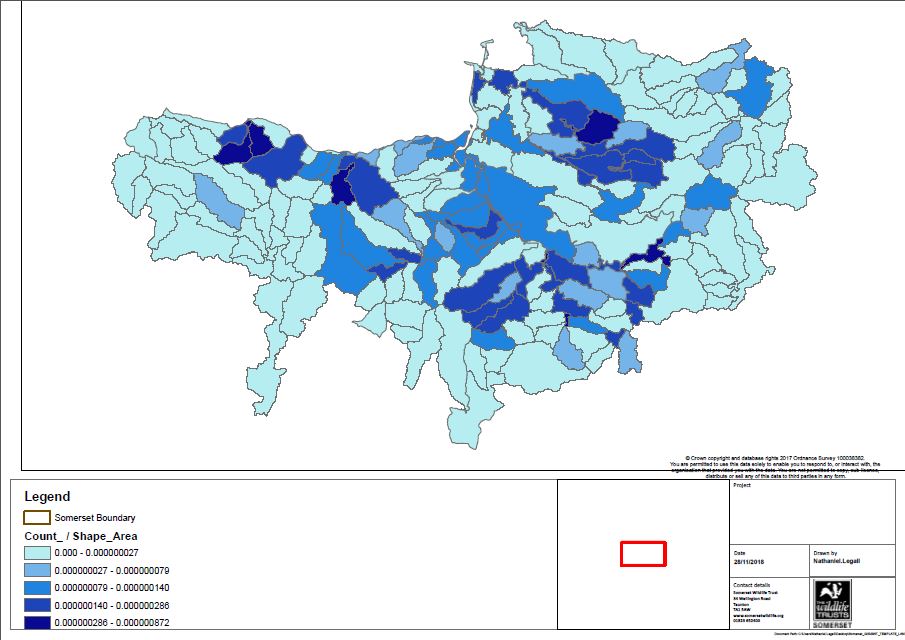 © Crown copyright and database rights 2017 Ordnance Survey 100038382.
You are permitted to use this data solely to enable you to respond to, or interact with, the
organisation that provided you with the data. You are not permitted to copy, sub-licence,
distribute or sell any of this data to third parties in any form.
Legend
Somerset Boundary
Count_ / Shape_Area
0.000 - 0.000000027
0.000000027 - 0.000000079
0.000000079 - 0.000000140
0.000000140 - 0.000000286
0.000000286 - 0.000000872
Project
Date
28/11/2018
Drawn by
Nathaniel.Legall
Contact details
Somerset Wildlife Trust
34 Wellington Road
Taunton
TA1 5AW
www.somersetwildlife.org
01823 652400
the
wildlife
TRUSTS
SOMERSET